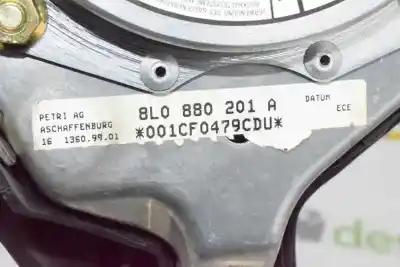 PETRI AG
ASCHAFFENBURG
16 1360.99.01
8L0 880 201 A
*001CF0479CDU*
DATUM
ECE